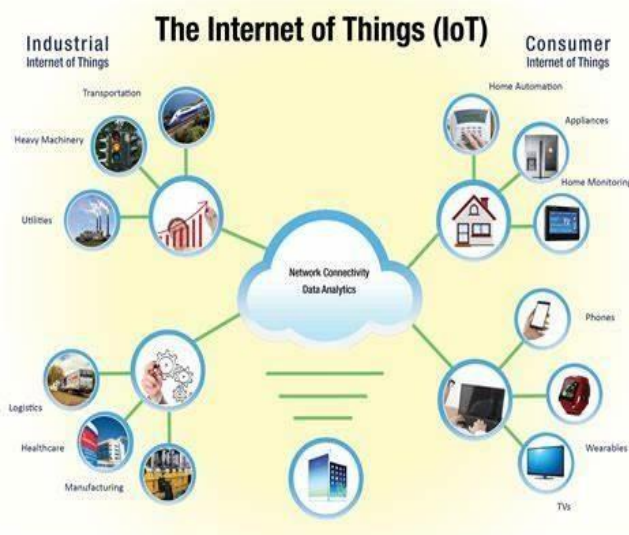 The Internet of Things (IoT)
Industrial
Internet of Things
Consumer
Internet of Things
Transportation
Heavy Machinery
Utilities
Home Automation
Appliances
Home Monitoring
Network Connectivity
Data Analytics
Logistics
Healthcare
Manufacturing
Phones
Wearables
TVs